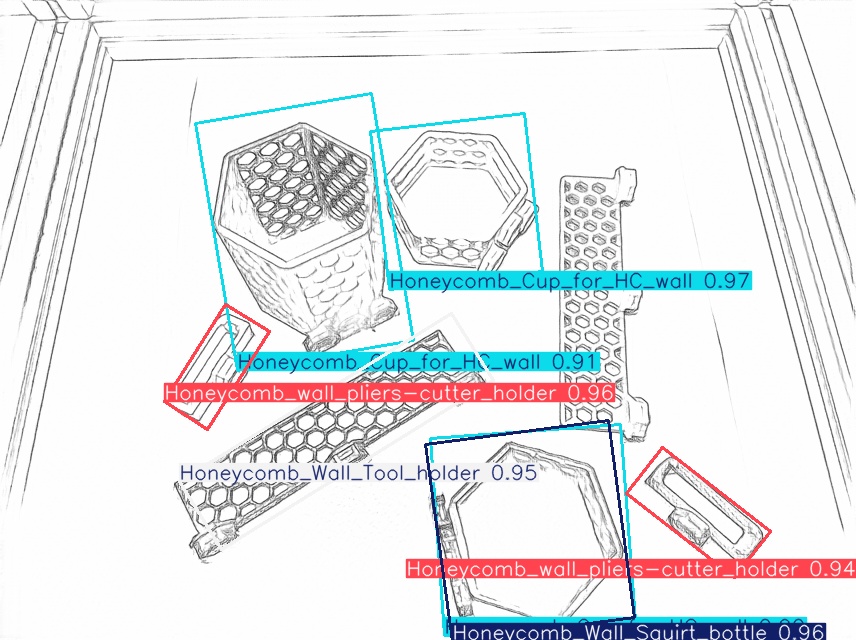 Honeycomb_Cup_for_HC_wall 0.97
Honeycomb_Cup_for_HC_wall 0.91
Honeycomb_wall_pliers-cutter_holder 0.96
Honeycomb_Wall_Tool_holder 0.95
Honeycomb_wall_pliers-cutter_holder 0.94
Honeycomb_Wall_Squirt_bottle 0.96